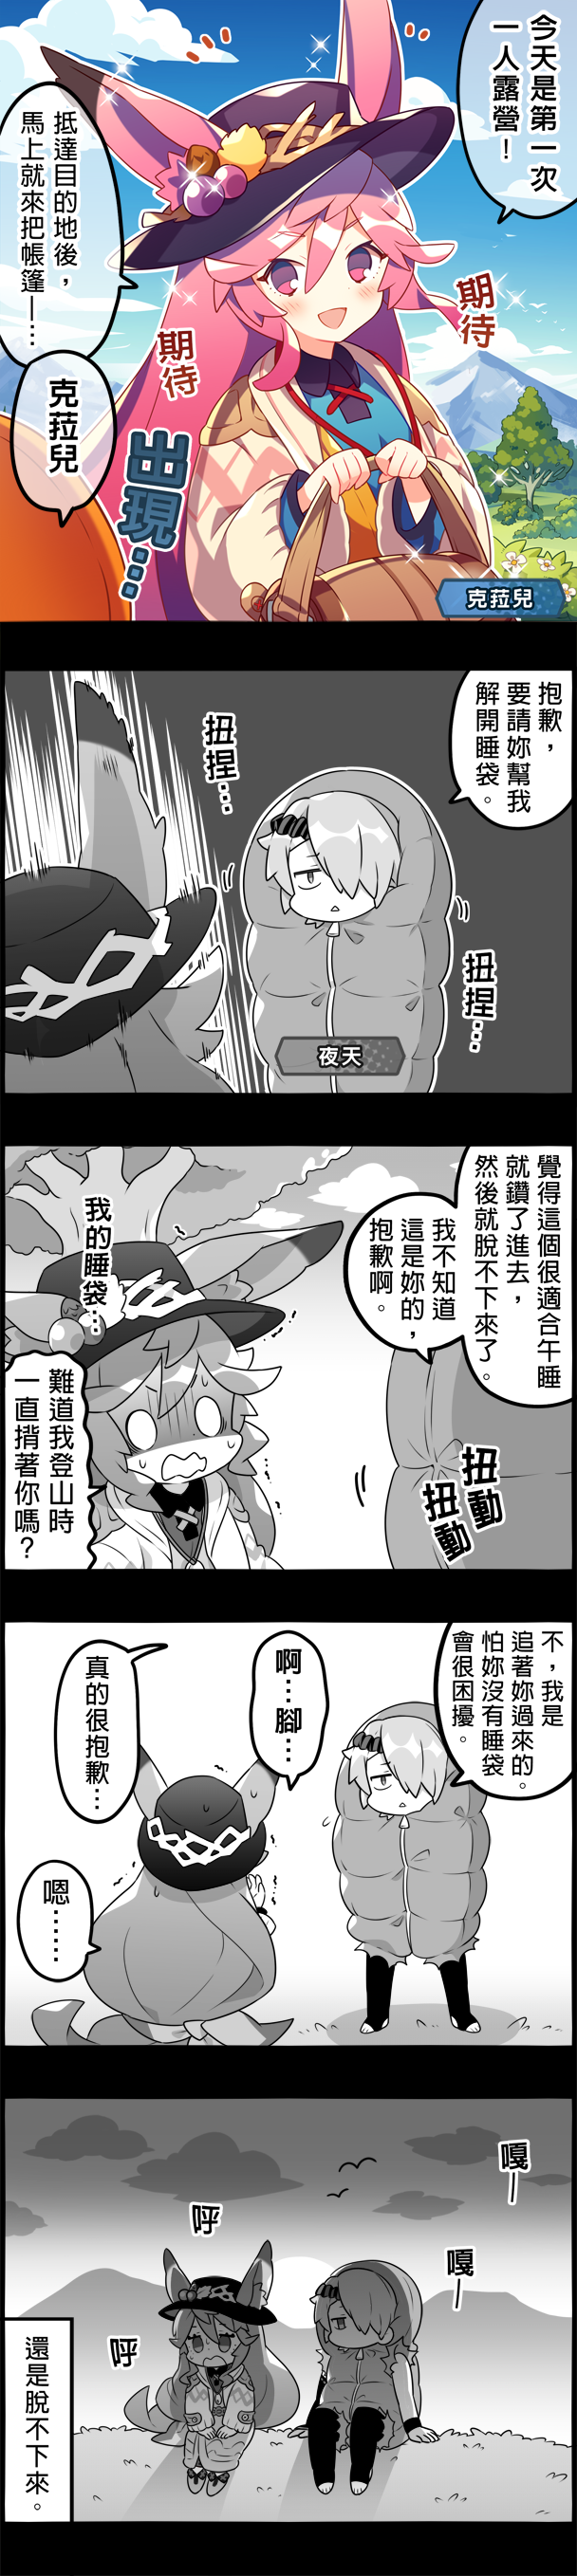 今天是第一次
一人露營！
抵達目的地後，
馬上就來把帳篷—…
克菈兒
期待
期待
出現…
克菈兒
抱歉，
要請妳幫我
解開睡袋。
扭捏…
扭捏…
夜天
覺得這個很適合午睡
就鑽了進去，
然後就脫不下來了。
我不知道
這是妳的，
抱歉啊。
我的睡袋…
難道我登山時
一直揹著你嗎？
扭動
扭動
不，我是
追著妳過來的。
怕妳沒有睡袋
會很困擾。
啊…腳…
真的很抱歉…
嗯……
嘎—
嘎—
呼
呼
還是脫不下來。